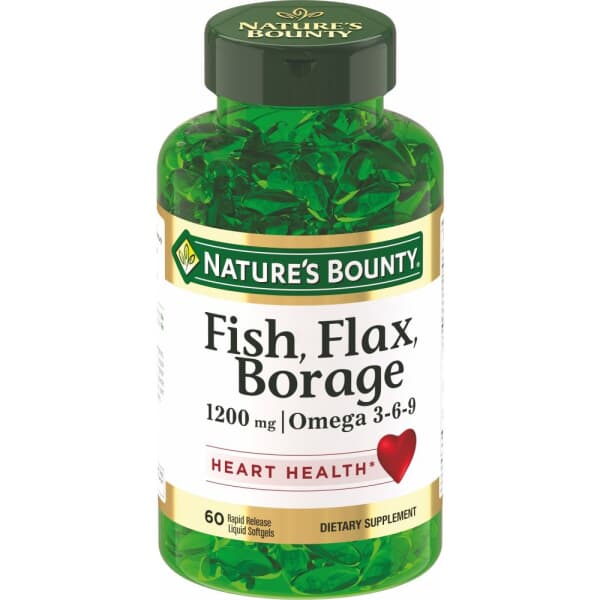 NATURE'S
BOUNTY
NATURE'S BOUNTY®
Fish, Flax,
Borage
1200 mg | Omega 3-6-9
HEART HEALTH*
60 Rapid Release
Liquid Softgels
DIETARY SUPPLEMENT